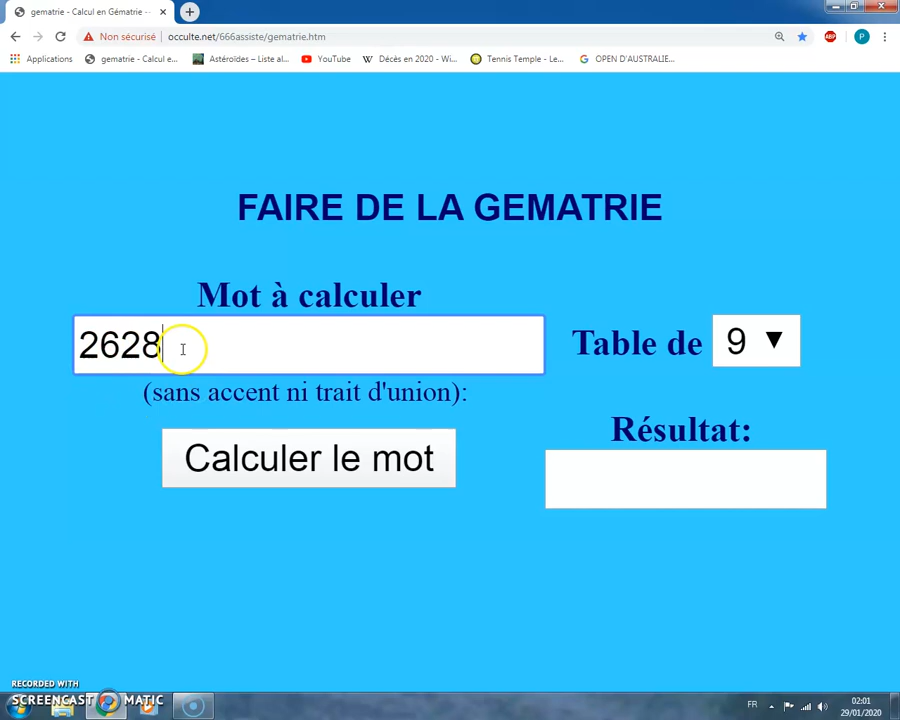 gematrie - Calcul en Gématrie - ×
Non sécurisé | occulte.net/666assiste/gematrie.htm
ABP
P
Applications gematrie - Calcul e... Astéroïdes – Liste al... YouTube W Décès en 2020 - Wi... Tennis Temple - Le... G OPEN D'AUSTRALIE...
FAIRE DE LA GEMATRIE
Mot à calculer
2628
Table de 9
(sans accent ni trait d'union):
Résultat:
Calculer le mot
RECORDED WITH
SCREENCAST MATIC
FR
02:01
29/01/2020